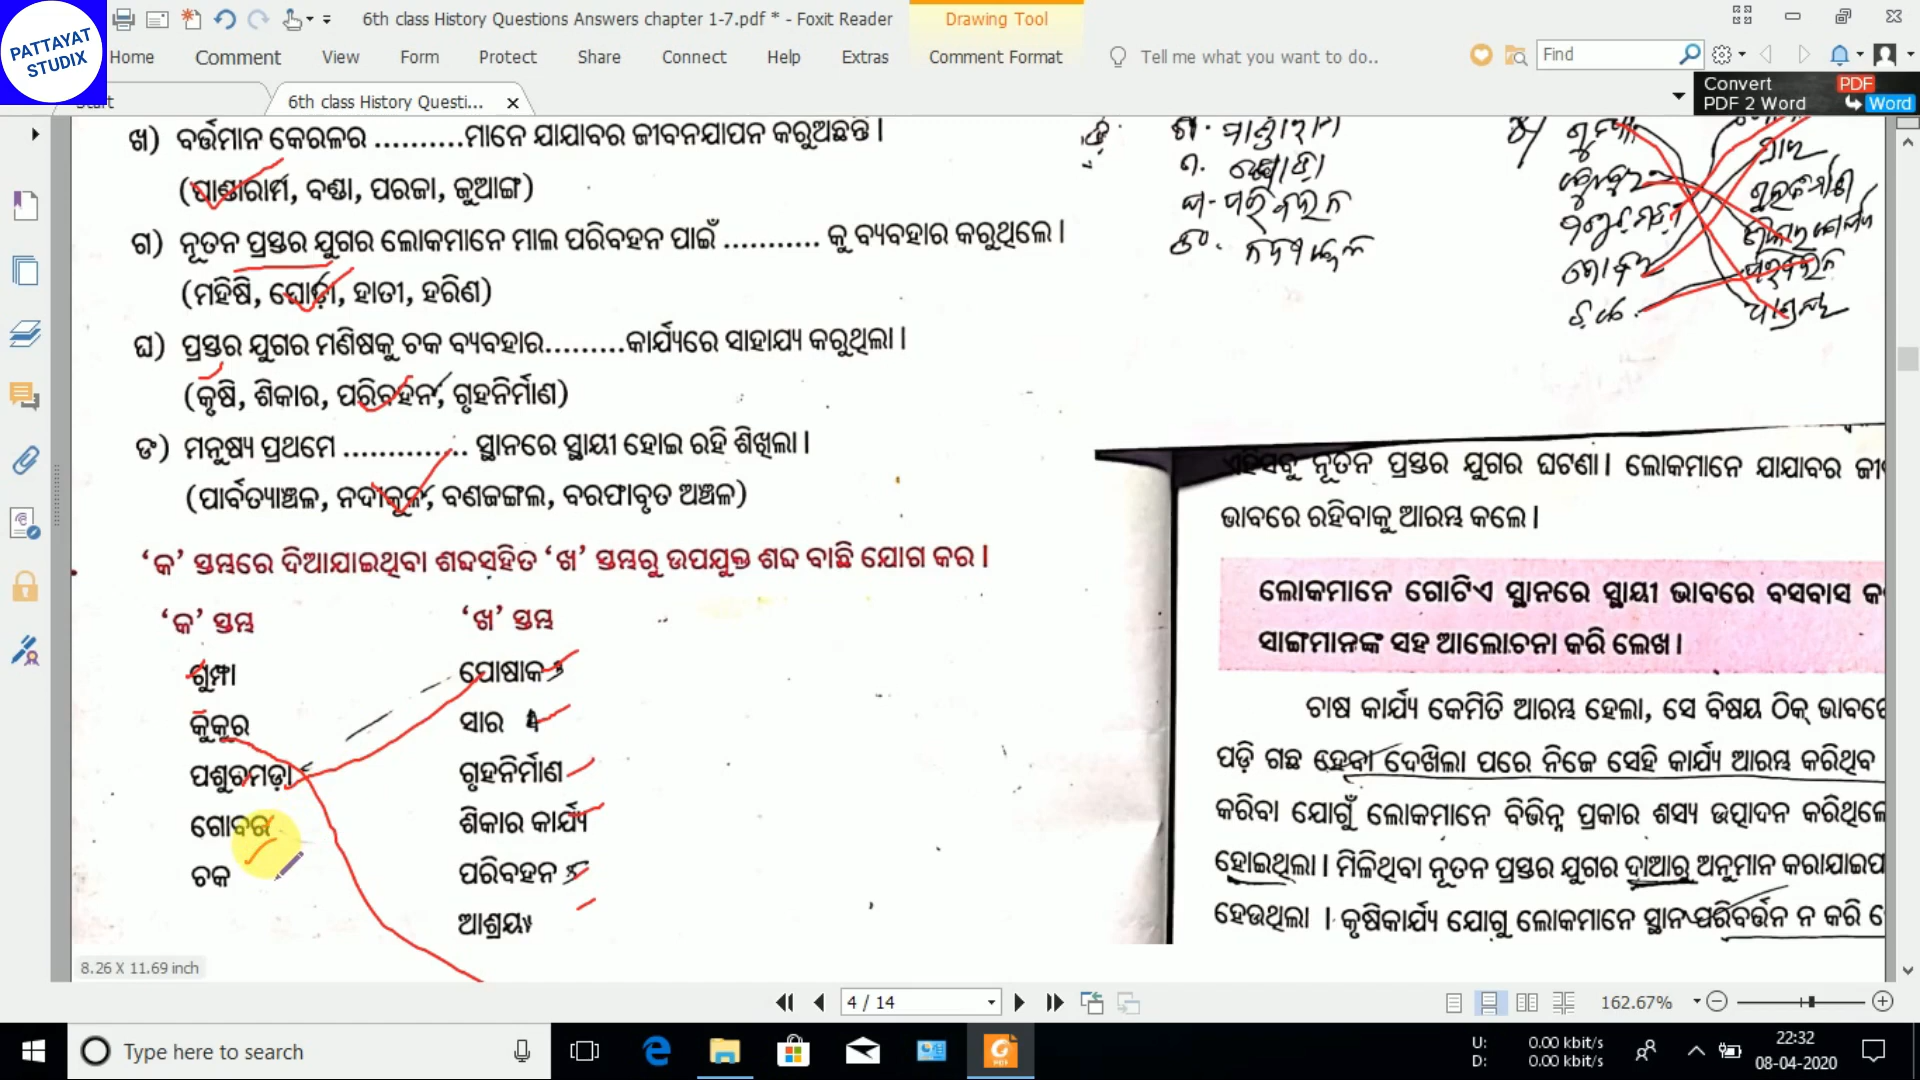 PATTAYAT
STUDIX
6th class History Questions Answers chapter 1-7.pdf * - Foxit Reader
Drawing Tool
Home Comment View Form Protect Share Connect Help Extras Comment Format Tell me what you want to do.. Find
Start 6th class History Questi... Convert PDF 2 Word PDF Word
ଖ) ବର୍ତ୍ତମାନ କେରଳର ..........ମାନେ ଯାଯାବର ଜୀବନଯାପନ କରୁଅଛନ୍ତି ।
(ପାଣ୍ଡାରାର୍ମ, ବଣ୍ଡା, ପରଜା, ଜୁଆଙ୍ଗ)
ଗ) ନୂତନ ପ୍ରସ୍ତର ଯୁଗର ଲୋକମାନେ ମାଲ ପରିବହନ ପାଇଁ ........... କୁ ବ୍ୟବହାର କରୁଥିଲେ ।
(ମହିଷି, ଘୋଡ଼ା, ହାତୀ, ହରିଣ)
ଘ) ପ୍ରସ୍ତର ଯୁଗର ମଣିଷକୁ ଚକ ବ୍ୟବହାର.........କାର୍ଯ୍ୟରେ ସାହାଯ୍ୟ କରୁଥିଲା ।
(କୃଷି, ଶିକାର, ପରିବହନ, ଗୃହନିର୍ମାଣ)
ଙ) ମନୁଷ୍ୟ ପ୍ରଥମେ .............. ସ୍ଥାନରେ ସ୍ଥାୟୀ ହୋଇ ରହି ଶିଖିଲା ।
(ପାର୍ବତ୍ୟାଞ୍ଚଳ, ନଦୀକୂଳ, ବଣଜଙ୍ଗଲ, ବରଫାବୃତ ଅଞ୍ଚଳ)
‘କ’ ସ୍ତମ୍ଭରେ ଦିଆଯାଇଥିବା ଶବ୍ଦସହିତ ‘ଖ’ ସ୍ତମ୍ଭରୁ ଉପଯୁକ୍ତ ଶବ୍ଦ ବାଛି ଯୋଗ କର ।
‘କ’ ସ୍ତମ୍ଭ ‘ଖ’ ସ୍ତମ୍ଭ
ଗୁମ୍ଫା ପୋଷାକ
କୁକୁର ସାର
ପଶୁଚମଡ଼ା ଗୃହନିର୍ମାଣ
ଗୋବର ଶିକାର କାର୍ଯ୍ୟ
ଚକ ପରିବହନ
ଆଶ୍ରୟ
ଘ. ପରିବହନ
ଙ. ନଦୀକୂଳ
ଏହିସବୁ ନୂତନ ପ୍ରସ୍ତର ଯୁଗର ଘଟଣା । ଲୋକମାନେ ଯାଯାବର
ଭାବରେ ରହିବାକୁ ଆରମ୍ଭ କଲେ ।
ଲୋକମାନେ ଗୋଟିଏ ସ୍ଥାନରେ ସ୍ଥାୟୀ ଭାବରେ ବସବାସ
ସାଙ୍ଗମାନଙ୍କ ସହ ଆଲୋଚନା କରି ଲେଖ ।
ଚାଷ କାର୍ଯ୍ୟ କେମିତି ଆରମ୍ଭ ହେଲା, ସେ ବିଷୟ ଠିକ୍
ପଡ଼ି ଗଛ ହେବା ଦେଖିଲା ପରେ ନିଜେ ସେହି କାର୍ଯ୍ୟ ଆରମ୍ଭ କରିଥିବ
କରିବା ଯୋଗୁଁ ଲୋକମାନେ ବିଭିନ୍ନ ପ୍ରକାର ଶସ୍ୟ ଉତ୍ପାଦନ କରିଥିଲେ
ହୋଇଥିଲା । ମିଳିଥିବା ନୂତନ ପ୍ରସ୍ତର ଯୁଗର ଦାଆରୁ ଅନୁମାନ
ହେଉଥିଲା । କୃଷିକାର୍ଯ୍ୟ ଯୋଗୁ ଲୋକମାନେ ସ୍ଥାନ ପରିବର୍ତ୍ତନ ନ କରି
8.26 X 11.69 inch
4 / 14 162.67%
Type here to search
U: 0.00 kbit/s
D: 0.00 kbit/s
22:32
08-04-2020